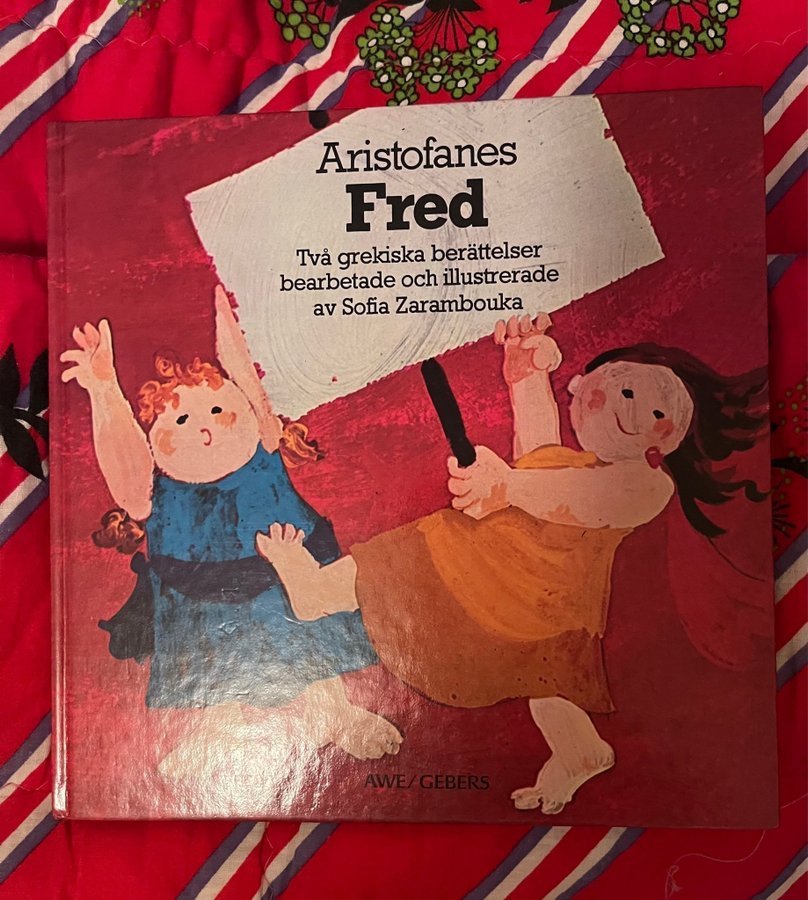 Aristofanes
Fred
Två grekiska berättelser
bearbetade och illustrerade
av Sofia Zarambouka
AWE/GEBERS